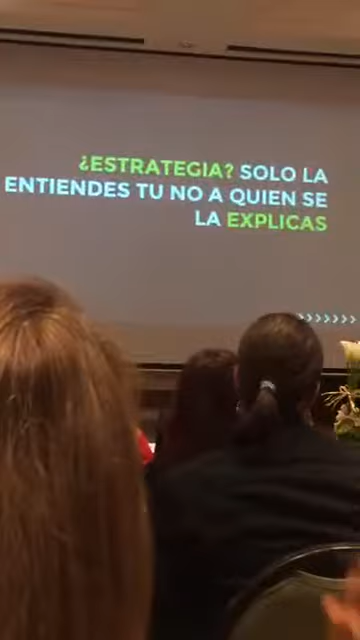 ¿ESTRATEGIA? SOLO LA
ENTIENDES TU NO A QUIEN SE
LA EXPLICAS